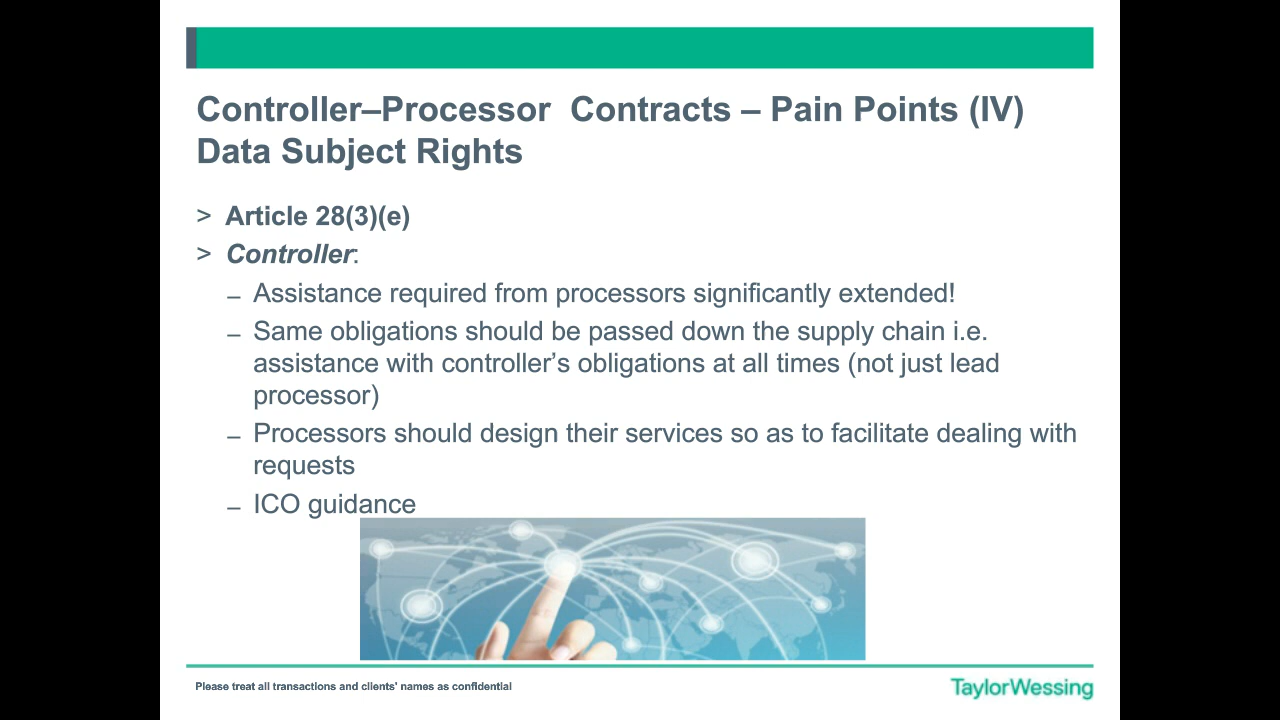 Controller–Processor Contracts – Pain Points (IV)
Data Subject Rights
> Article 28(3)(e)
> Controller:
– Assistance required from processors significantly extended!
– Same obligations should be passed down the supply chain i.e.
assistance with controller’s obligations at all times (not just lead
processor)
– Processors should design their services so as to facilitate dealing with
requests
– ICO guidance
Please treat all transactions and clients' names as confidential
TaylorWessing